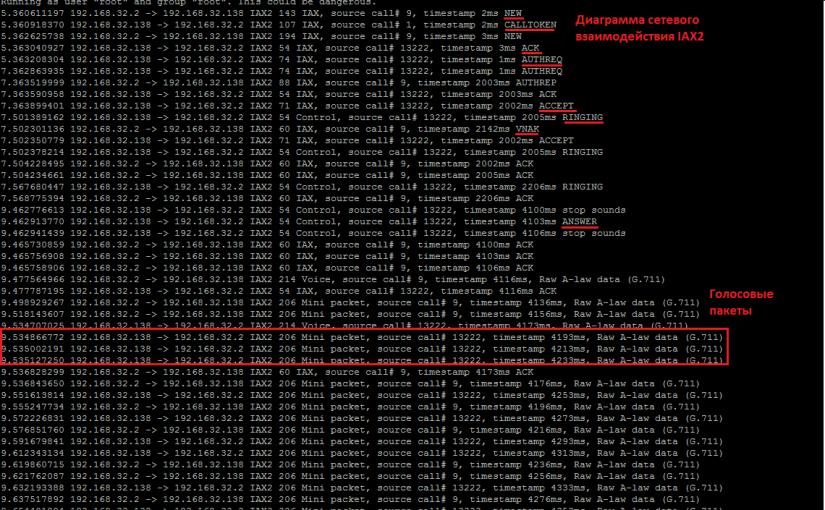 Running as user "root" and group "root". This could be dangerous.
5.360611197 192.168.32.2 -> 192.168.32.138 IAX2 143 IAX, source call# 9, timestamp 2ms NEW
5.360918370 192.168.32.138 -> 192.168.32.2 IAX2 107 IAX, source call# 1, timestamp 2ms CALLTOKEN
5.362625738 192.168.32.2 -> 192.168.32.138 IAX2 194 IAX, source call# 9, timestamp 3ms NEW
Диаграмма сетевого
взаимодействия IAX2
5.363040927 192.168.32.138 -> 192.168.32.2 IAX2 54 IAX, source call# 13222, timestamp 3ms ACK
5.363208304 192.168.32.138 -> 192.168.32.2 IAX2 74 IAX, source call# 13222, timestamp 1ms AUTHREQ
7.362863935 192.168.32.138 -> 192.168.32.2 IAX2 74 IAX, source call# 13222, timestamp 1ms AUTHREQ
7.363519999 192.168.32.2 -> 192.168.32.138 IAX2 88 IAX, source call# 9, timestamp 2003ms AUTHREP
7.363590958 192.168.32.138 -> 192.168.32.2 IAX2 54 IAX, source call# 13222, timestamp 2003ms ACK
7.363899401 192.168.32.138 -> 192.168.32.2 IAX2 71 IAX, source call# 13222, timestamp 2002ms ACCEPT
7.501389162 192.168.32.138 -> 192.168.32.2 IAX2 54 Control, source call# 13222, timestamp 2005ms RINGING
7.502301136 192.168.32.2 -> 192.168.32.138 IAX2 60 IAX, source call# 9, timestamp 2142ms VNAK
7.502350779 192.168.32.138 -> 192.168.32.2 IAX2 71 IAX, source call# 13222, timestamp 2002ms ACCEPT
7.502378214 192.168.32.138 -> 192.168.32.2 IAX2 54 Control, source call# 13222, timestamp 2005ms RINGING
7.504228495 192.168.32.2 -> 192.168.32.138 IAX2 60 IAX, source call# 9, timestamp 2002ms ACK
7.504234661 192.168.32.2 -> 192.168.32.138 IAX2 60 IAX, source call# 9, timestamp 2005ms ACK
7.567680447 192.168.32.138 -> 192.168.32.2 IAX2 54 Control, source call# 13222, timestamp 2206ms RINGING
7.568775394 192.168.32.2 -> 192.168.32.138 IAX2 60 IAX, source call# 9, timestamp 2206ms ACK
9.462776613 192.168.32.138 -> 192.168.32.2 IAX2 54 Control, source call# 13222, timestamp 4100ms stop sounds
9.462913770 192.168.32.138 -> 192.168.32.2 IAX2 54 Control, source call# 13222, timestamp 4103ms ANSWER
9.462941439 192.168.32.138 -> 192.168.32.2 IAX2 54 Control, source call# 13222, timestamp 4106ms stop sounds
9.465730859 192.168.32.2 -> 192.168.32.138 IAX2 60 IAX, source call# 9, timestamp 4100ms ACK
9.465756908 192.168.32.2 -> 192.168.32.138 IAX2 60 IAX, source call# 9, timestamp 4103ms ACK
9.465758906 192.168.32.2 -> 192.168.32.138 IAX2 60 IAX, source call# 9, timestamp 4106ms ACK
9.477564966 192.168.32.2 -> 192.168.32.138 IAX2 214 Voice, source call# 9, timestamp 4116ms, Raw A-law data (G.711)
9.477787195 192.168.32.138 -> 192.168.32.2 IAX2 54 IAX, source call# 13222, timestamp 4116ms ACK
9.498929267 192.168.32.2 -> 192.168.32.138 IAX2 206 Mini packet, source call# 9, timestamp 4136ms, Raw A-law data (G.711)
9.518143607 192.168.32.2 -> 192.168.32.138 IAX2 206 Mini packet, source call# 9, timestamp 4156ms, Raw A-law data (G.711)
Голосовые
пакеты
9.534707025 192.168.32.138 -> 192.168.32.2 IAX2 214 Voice, source call# 13222, timestamp 4173ms, Raw A-law data (G.711)
9.534866772 192.168.32.138 -> 192.168.32.2 IAX2 206 Mini packet, source call# 13222, timestamp 4193ms, Raw A-law data (G.711)
9.535002191 192.168.32.138 -> 192.168.32.2 IAX2 206 Mini packet, source call# 13222, timestamp 4213ms, Raw A-law data (G.711)
9.535127250 192.168.32.138 -> 192.168.32.2 IAX2 206 Mini packet, source call# 13222, timestamp 4233ms, Raw A-law data (G.711)
9.536828299 192.168.32.2 -> 192.168.32.138 IAX2 60 IAX, source call# 9, timestamp 4173ms ACK
9.536843650 192.168.32.2 -> 192.168.32.138 IAX2 206 Mini packet, source call# 9, timestamp 4176ms, Raw A-law data (G.711)
9.551613814 192.168.32.138 -> 192.168.32.2 IAX2 206 Mini packet, source call# 13222, timestamp 4253ms, Raw A-law data (G.711)
9.555247734 192.168.32.2 -> 192.168.32.138 IAX2 206 Mini packet, source call# 9, timestamp 4196ms, Raw A-law data (G.711)
9.572226831 192.168.32.138 -> 192.168.32.2 IAX2 206 Mini packet, source call# 13222, timestamp 4273ms, Raw A-law data (G.711)
9.576851760 192.168.32.2 -> 192.168.32.138 IAX2 206 Mini packet, source call# 9, timestamp 4216ms, Raw A-law data (G.711)
9.591679841 192.168.32.138 -> 192.168.32.2 IAX2 206 Mini packet, source call# 13222, timestamp 4293ms, Raw A-law data (G.711)
9.612343134 192.168.32.138 -> 192.168.32.2 IAX2 206 Mini packet, source call# 13222, timestamp 4313ms, Raw A-law data (G.711)
9.619860715 192.168.32.2 -> 192.168.32.138 IAX2 206 Mini packet, source call# 9, timestamp 4236ms, Raw A-law data (G.711)
9.621762087 192.168.32.2 -> 192.168.32.138 IAX2 206 Mini packet, source call# 9, timestamp 4256ms, Raw A-law data (G.711)
9.632193388 192.168.32.138 -> 192.168.32.2 IAX2 206 Mini packet, source call# 13222, timestamp 4333ms, Raw A-law data (G.711)
9.637517892 192.168.32.2 -> 192.168.32.138 IAX2 206 Mini packet, source call# 9, timestamp 4276ms, Raw A-law data (G.711)